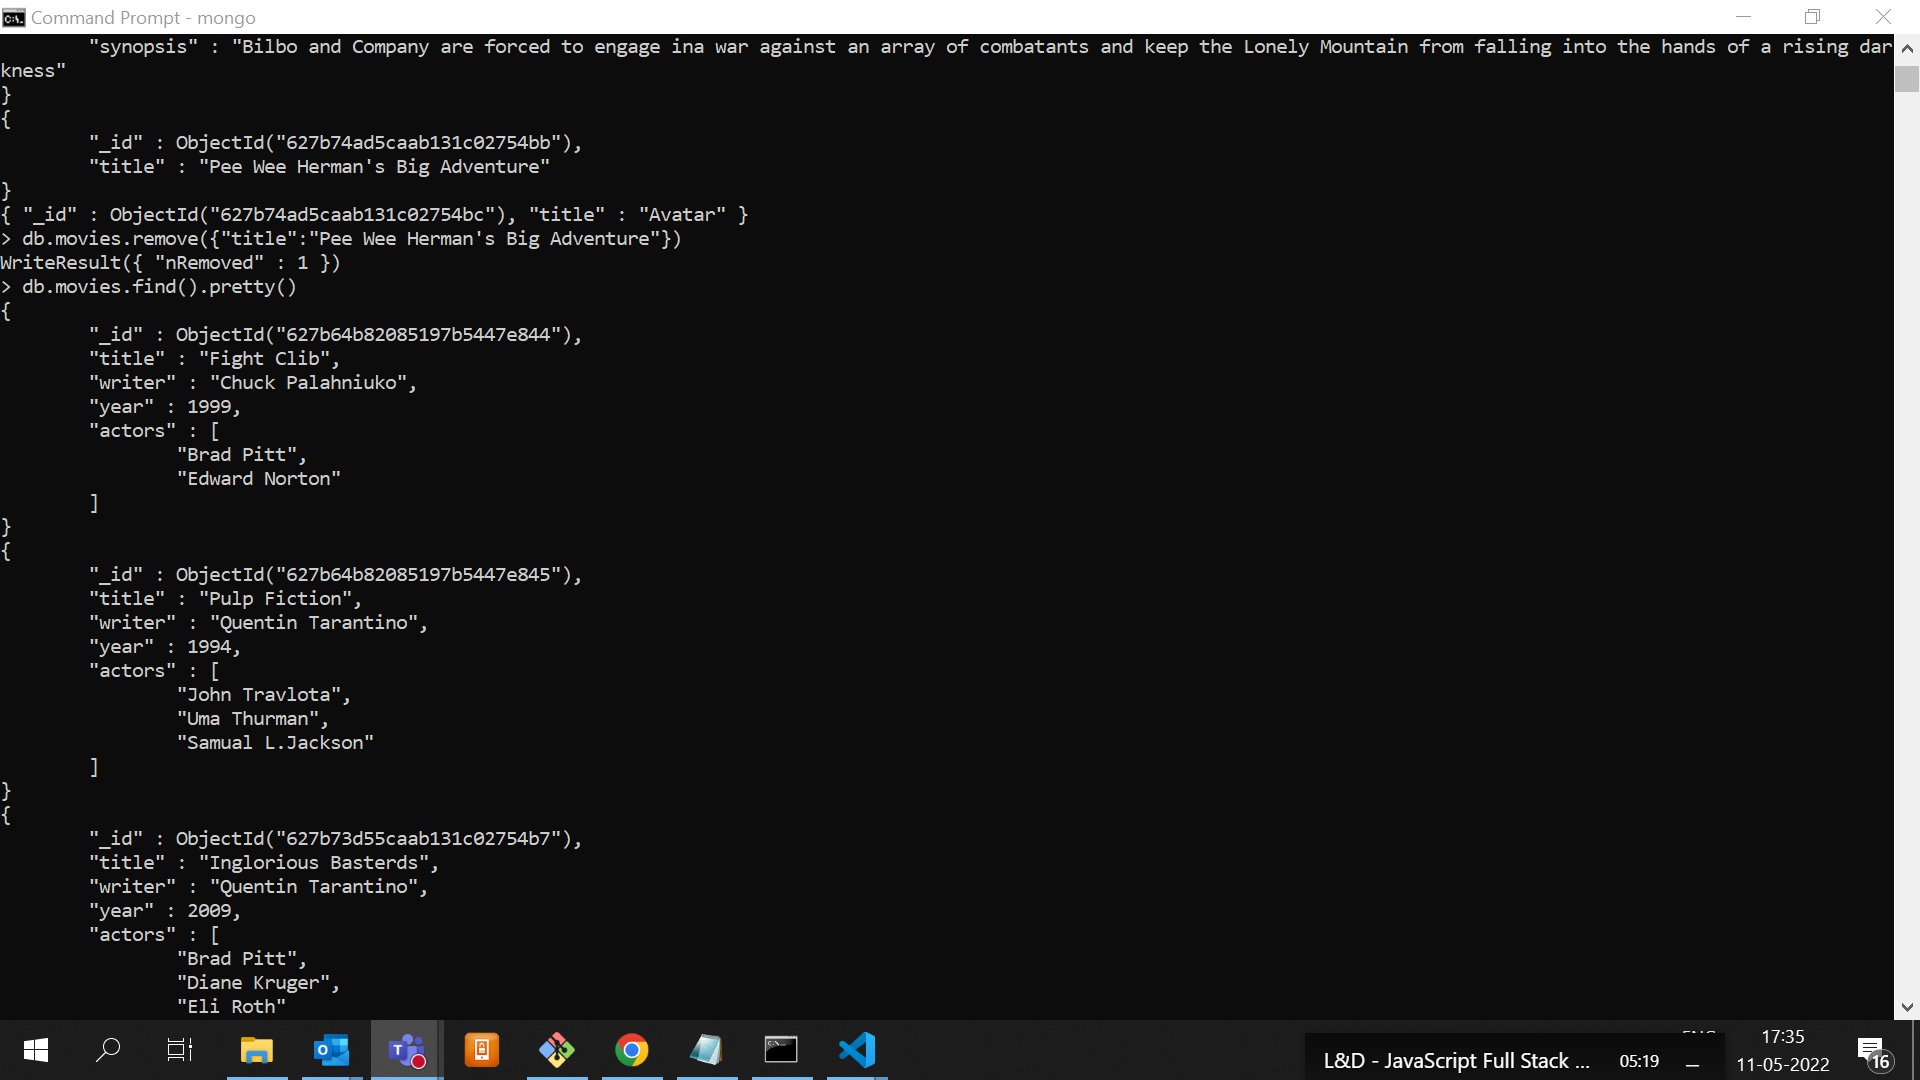 Command Prompt - mongo
"synopsis" : "Bilbo and Company are forced to engage ina war against an array of combatants and keep the Lonely Mountain from falling into the hands of a rising dar
kness"
}
{
"_id" : ObjectId("627b74ad5caab131c02754bb"),
"title" : "Pee Wee Herman's Big Adventure"
}
{ "_id" : ObjectId("627b74ad5caab131c02754bc"), "title" : "Avatar" }
> db.movies.remove({"title":"Pee Wee Herman's Big Adventure"})
WriteResult({ "nRemoved" : 1 })
> db.movies.find().pretty()
{
"_id" : ObjectId("627b64b82085197b5447e844"),
"title" : "Fight Clib",
"writer" : "Chuck Palahniuko",
"year" : 1999,
"actors" : [
"Brad Pitt",
"Edward Norton"
]
}
{
"_id" : ObjectId("627b64b82085197b5447e845"),
"title" : "Pulp Fiction",
"writer" : "Quentin Tarantino",
"year" : 1994,
"actors" : [
"John Travlota",
"Uma Thurman",
"Samual L.Jackson"
]
}
{
"_id" : ObjectId("627b73d55caab131c02754b7"),
"title" : "Inglorious Basterds",
"writer" : "Quentin Tarantino",
"year" : 2009,
"actors" : [
"Brad Pitt",
"Diane Kruger",
"Eli Roth"
L&D - JavaScript Full Stack ... 05:19
17:35
11-05-2022
16